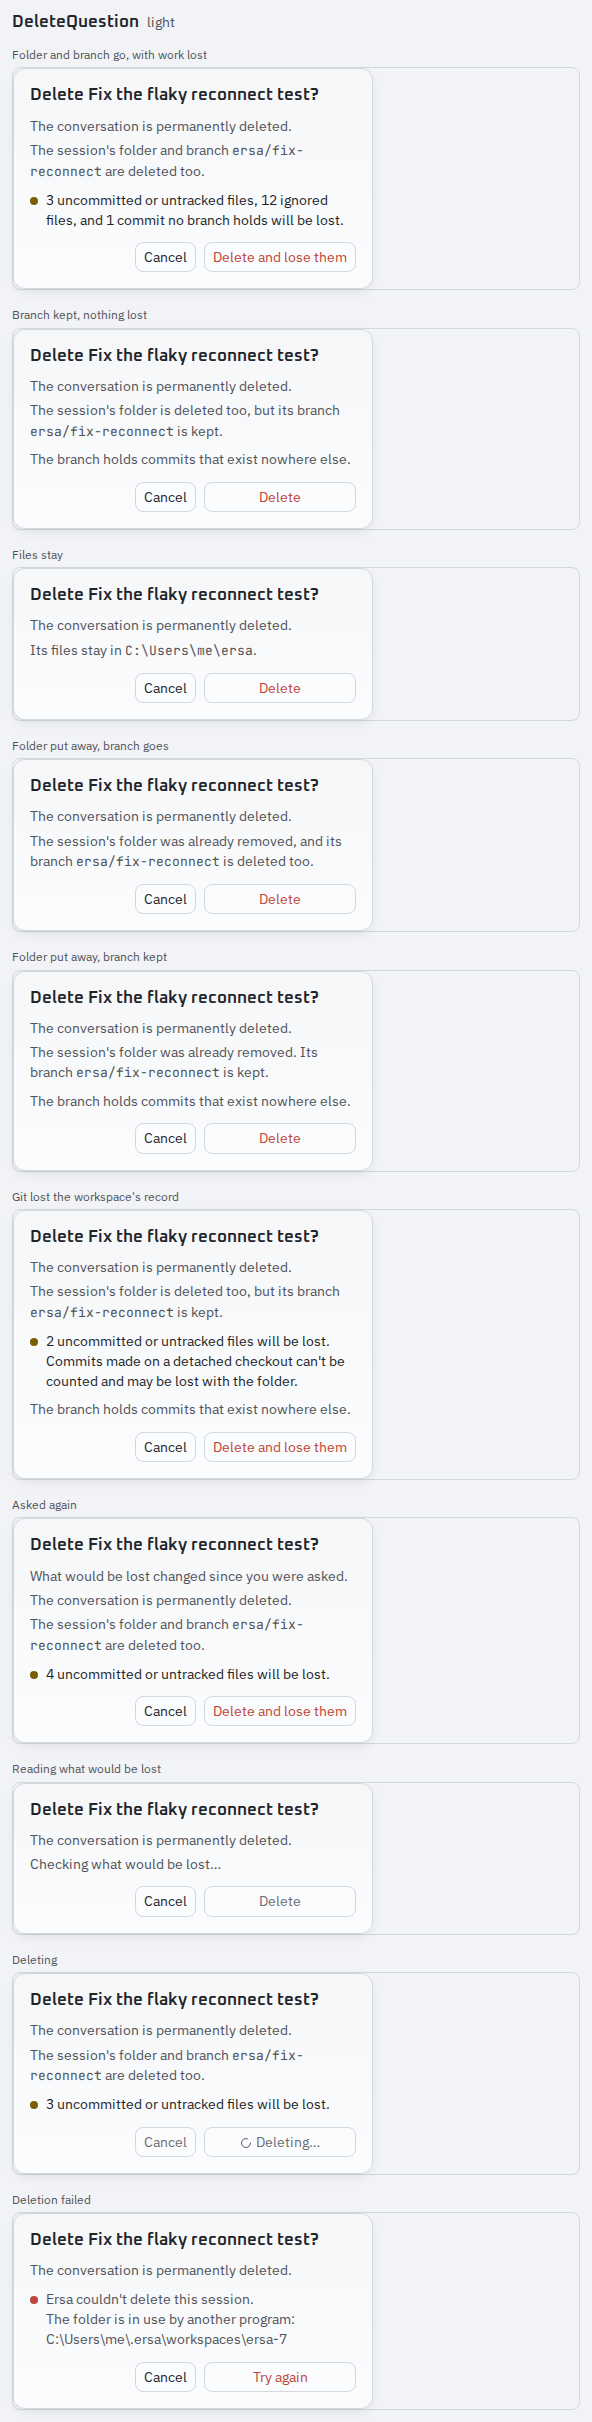 DeleteQuestion light
Folder and branch go, with work lost
Delete Fix the flaky reconnect test?
The conversation is permanently deleted.
The session's folder and branch ersa/fix-
reconnect are deleted too.
3 uncommitted or untracked files, 12 ignored
files, and 1 commit no branch holds will be lost.
Cancel Delete and lose them
Branch kept, nothing lost
Delete Fix the flaky reconnect test?
The conversation is permanently deleted.
The session's folder is deleted too, but its branch
ersa/fix-reconnect is kept.
The branch holds commits that exist nowhere else.
Cancel Delete
Files stay
Delete Fix the flaky reconnect test?
The conversation is permanently deleted.
Its files stay in C:\Users\me\ersa.
Cancel Delete
Folder put away, branch goes
Delete Fix the flaky reconnect test?
The conversation is permanently deleted.
The session's folder was already removed, and its
branch ersa/fix-reconnect is deleted too.
Cancel Delete
Folder put away, branch kept
Delete Fix the flaky reconnect test?
The conversation is permanently deleted.
The session's folder was already removed. Its
branch ersa/fix-reconnect is kept.
The branch holds commits that exist nowhere else.
Cancel Delete
Git lost the workspace's record
Delete Fix the flaky reconnect test?
The conversation is permanently deleted.
The session's folder is deleted too, but its branch
ersa/fix-reconnect is kept.
2 uncommitted or untracked files will be lost.
Commits made on a detached checkout can't be
counted and may be lost with the folder.
The branch holds commits that exist nowhere else.
Cancel Delete and lose them
Asked again
Delete Fix the flaky reconnect test?
What would be lost changed since you were asked.
The conversation is permanently deleted.
The session's folder and branch ersa/fix-
reconnect are deleted too.
4 uncommitted or untracked files will be lost.
Cancel Delete and lose them
Reading what would be lost
Delete Fix the flaky reconnect test?
The conversation is permanently deleted.
Checking what would be lost…
Cancel Delete
Deleting
Delete Fix the flaky reconnect test?
The conversation is permanently deleted.
The session's folder and branch ersa/fix-
reconnect are deleted too.
3 uncommitted or untracked files will be lost.
Cancel Deleting…
Deletion failed
Delete Fix the flaky reconnect test?
The conversation is permanently deleted.
Ersa couldn't delete this session.
The folder is in use by another program:
C:\Users\me\.ersa\workspaces\ersa-7
Cancel Try again